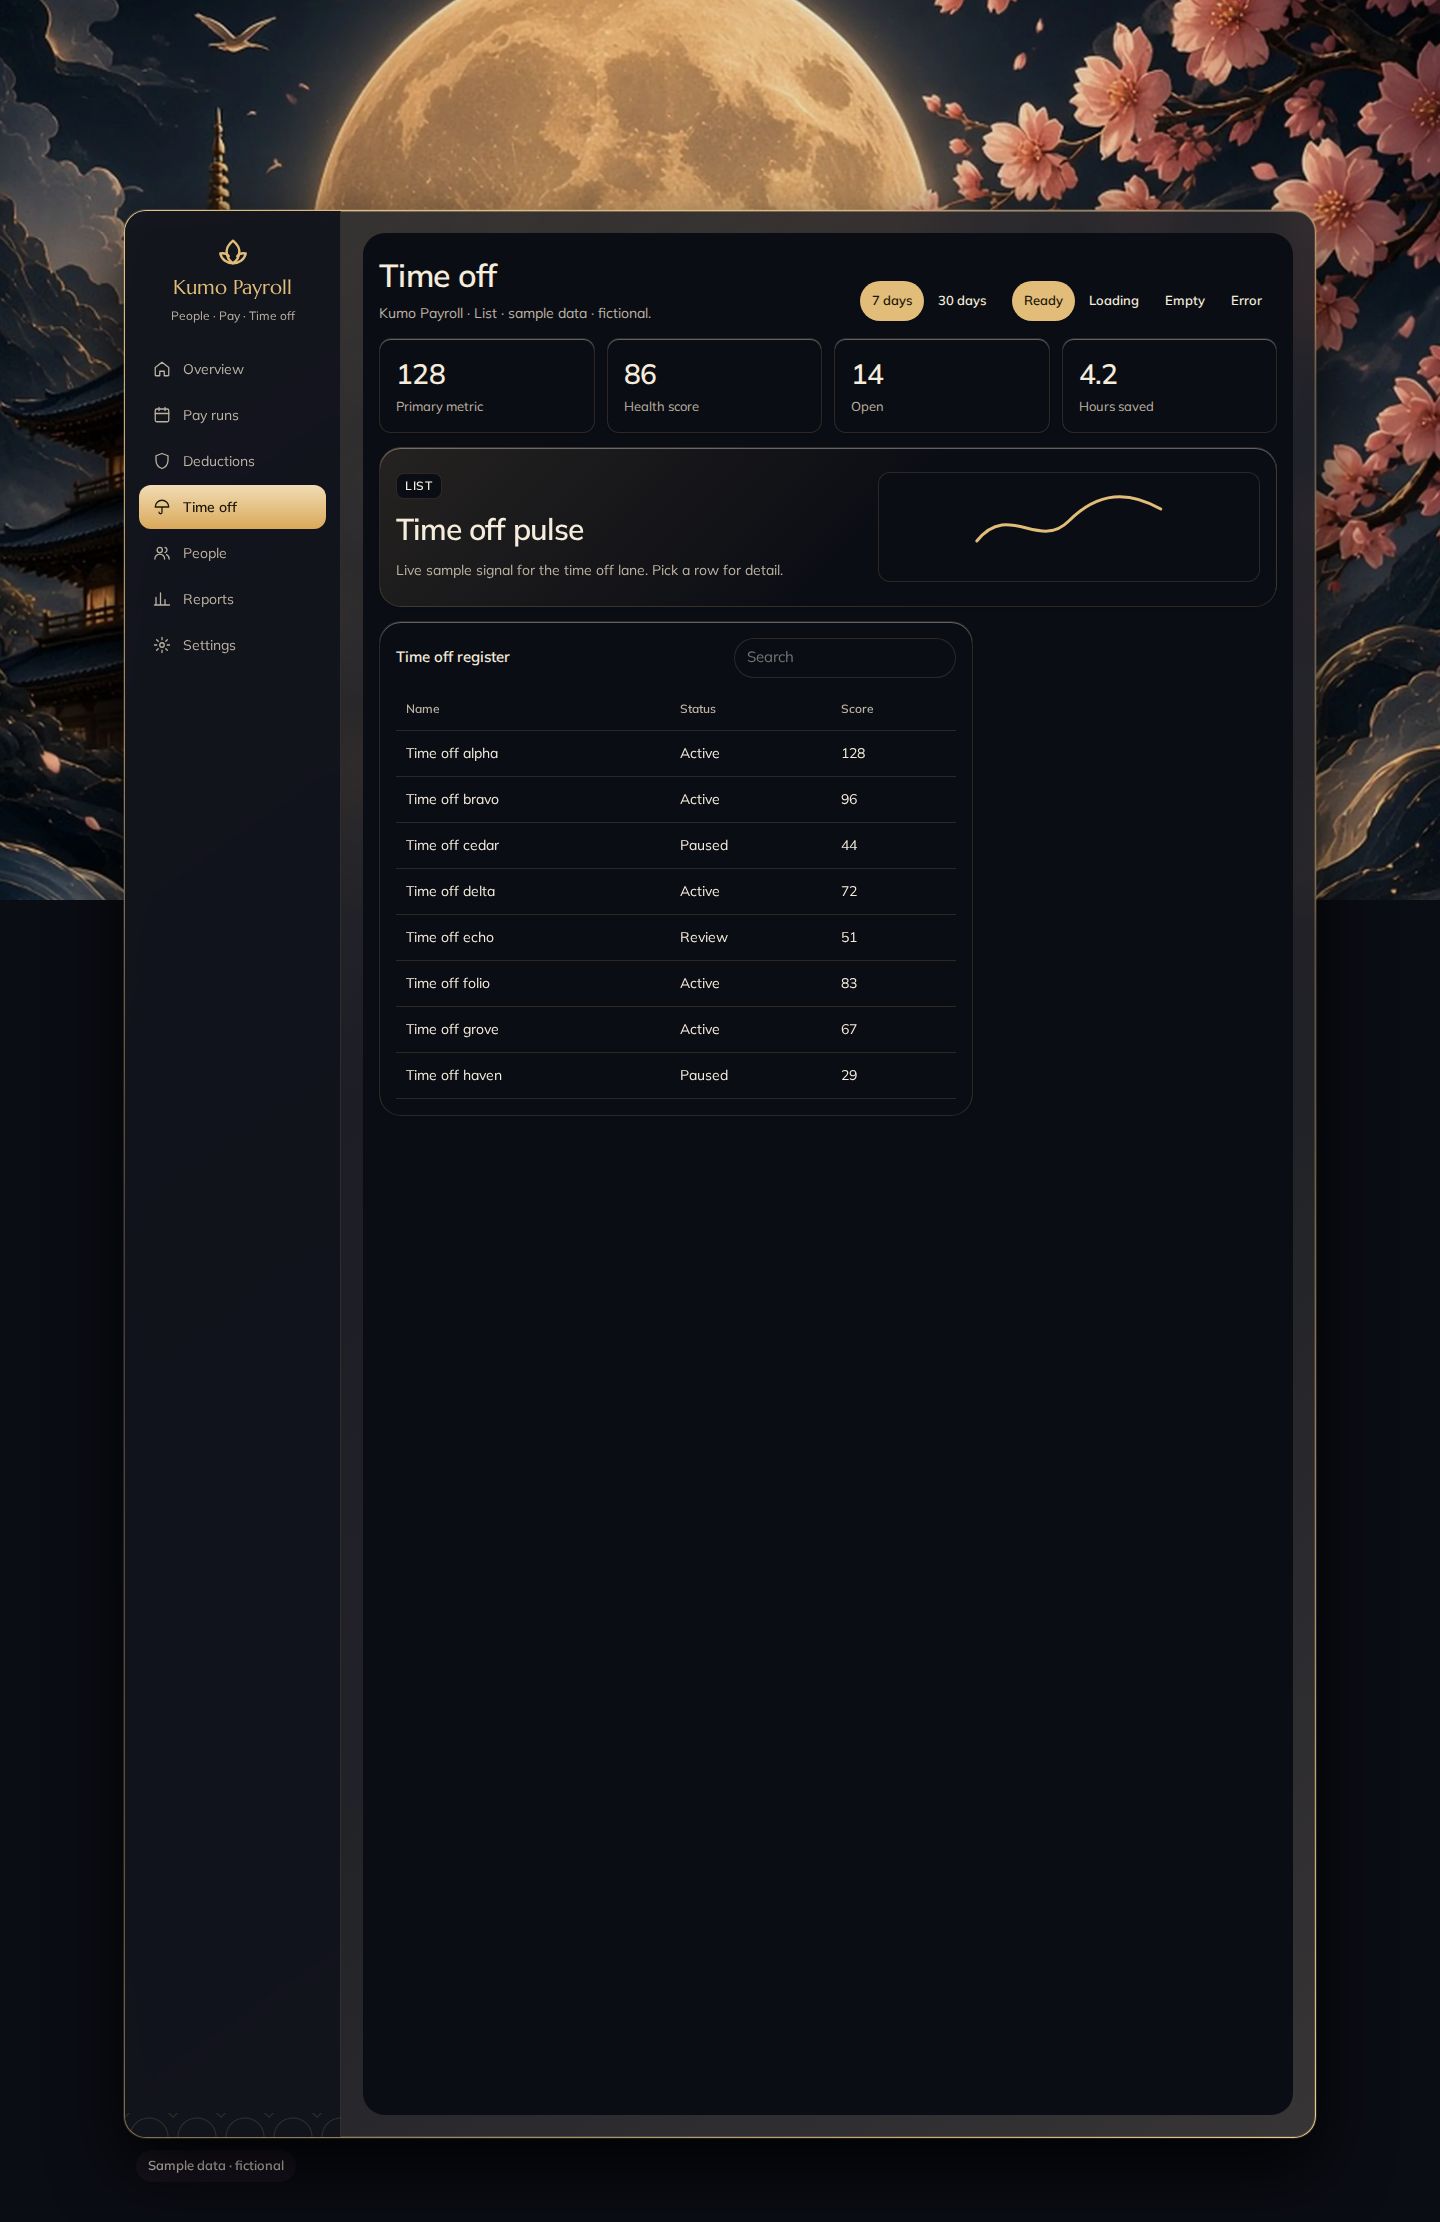 Kumo Payroll
People · Pay · Time off
Overview
Pay runs
Deductions
Time off
People
Reports
Settings
Time off
Kumo Payroll · List · sample data · fictional.
7 days 30 days Ready Loading Empty Error
128 86 14 4.2
Primary metric Health score Open Hours saved
LIST
Time off pulse
Live sample signal for the time off lane. Pick a row for detail.
Time off register Search
Name Status Score
Time off alpha Active 128
Time off bravo Active 96
Time off cedar Paused 44
Time off delta Active 72
Time off echo Review 51
Time off folio Active 83
Time off grove Active 67
Time off haven Paused 29
Sample data · fictional